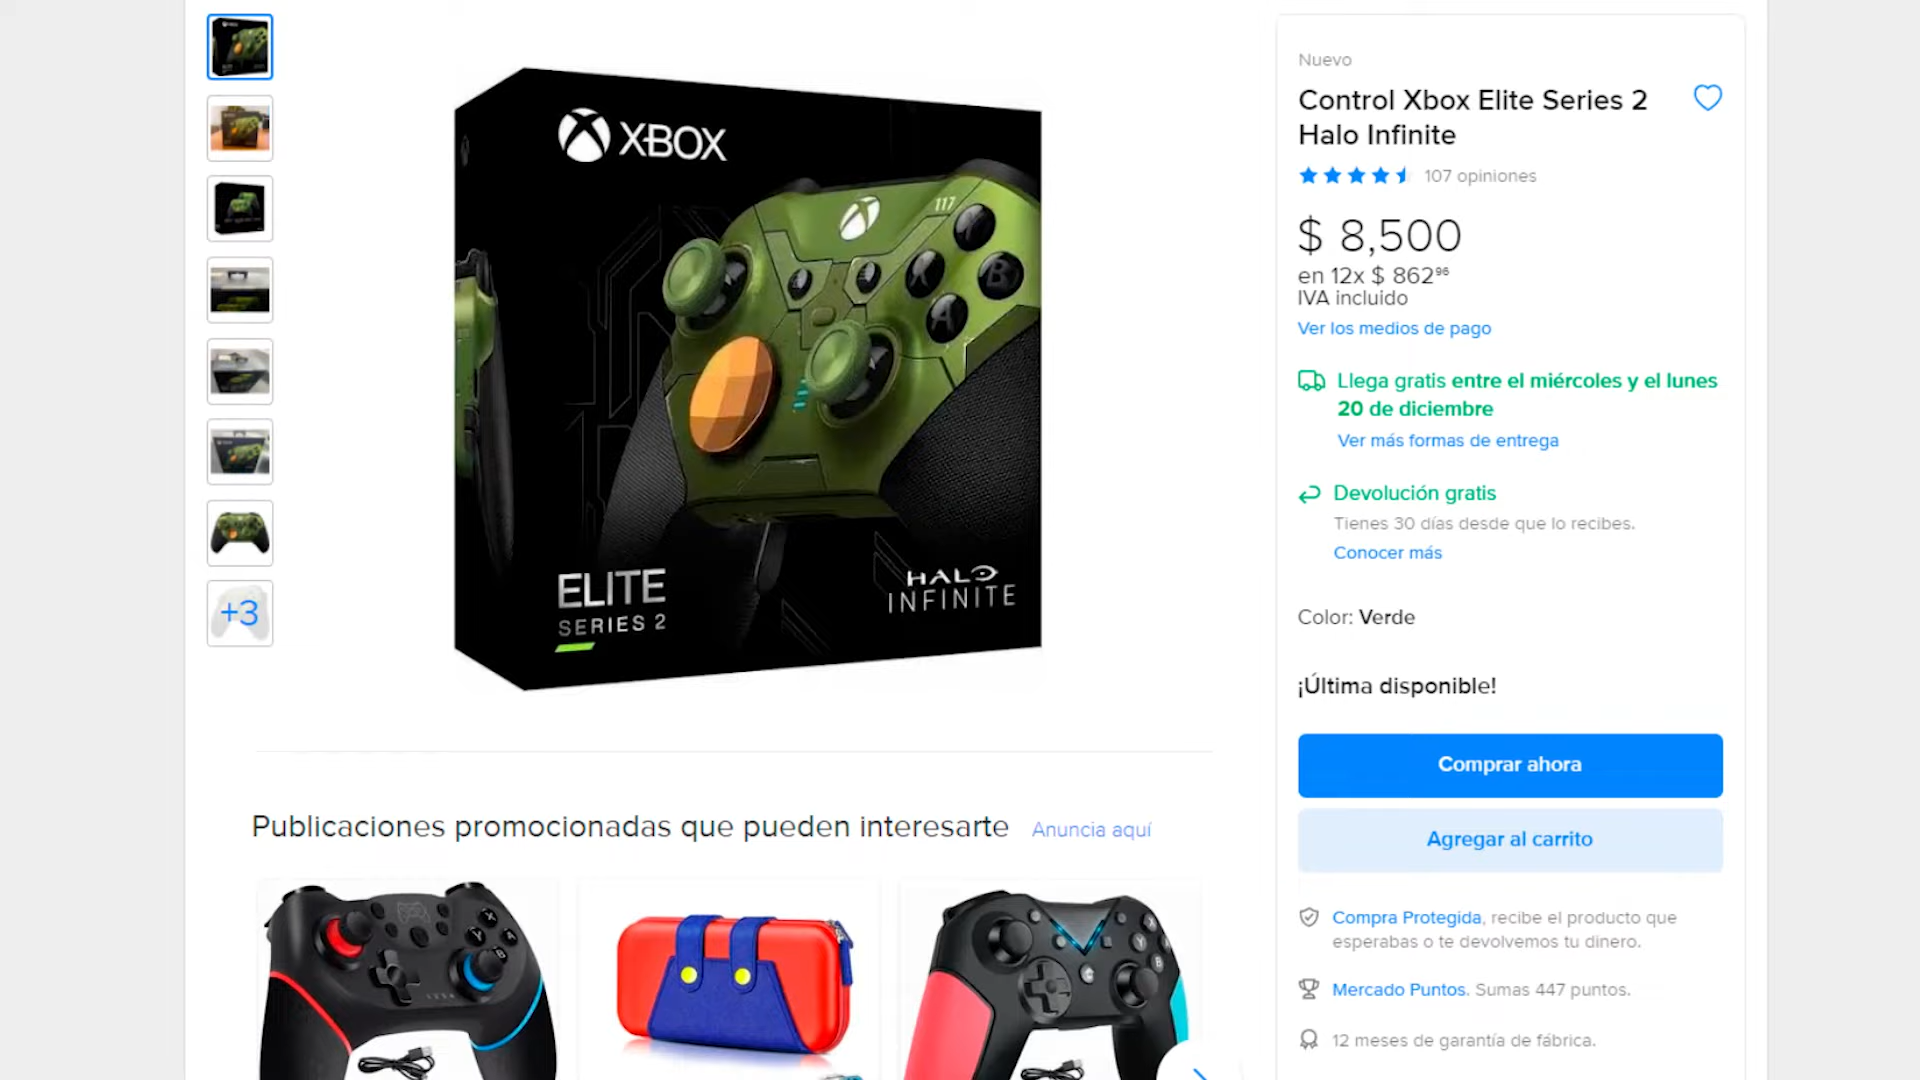 XBOX
117
X
B
A
ELITE
SERIES 2
HALO
INFINITE
+3
Publicaciones promocionadas que pueden interesarte
Anuncia aquí
Nuevo
Control Xbox Elite Series 2
Halo Infinite
107 opiniones
$ 8,500
en 12x $ 862⁹⁶
IVA incluido
Ver los medios de pago
Llega gratis entre el miércoles y el lunes
20 de diciembre
Ver más formas de entrega
Devolución gratis
Tienes 30 días desde que lo recibes.
Conocer más
Color: Verde
¡Última disponible!
Comprar ahora
Agregar al carrito
Compra Protegida, recibe el producto que
esperabas o te devolvemos tu dinero.
Mercado Puntos. Sumas 447 puntos.
12 meses de garantía de fábrica.